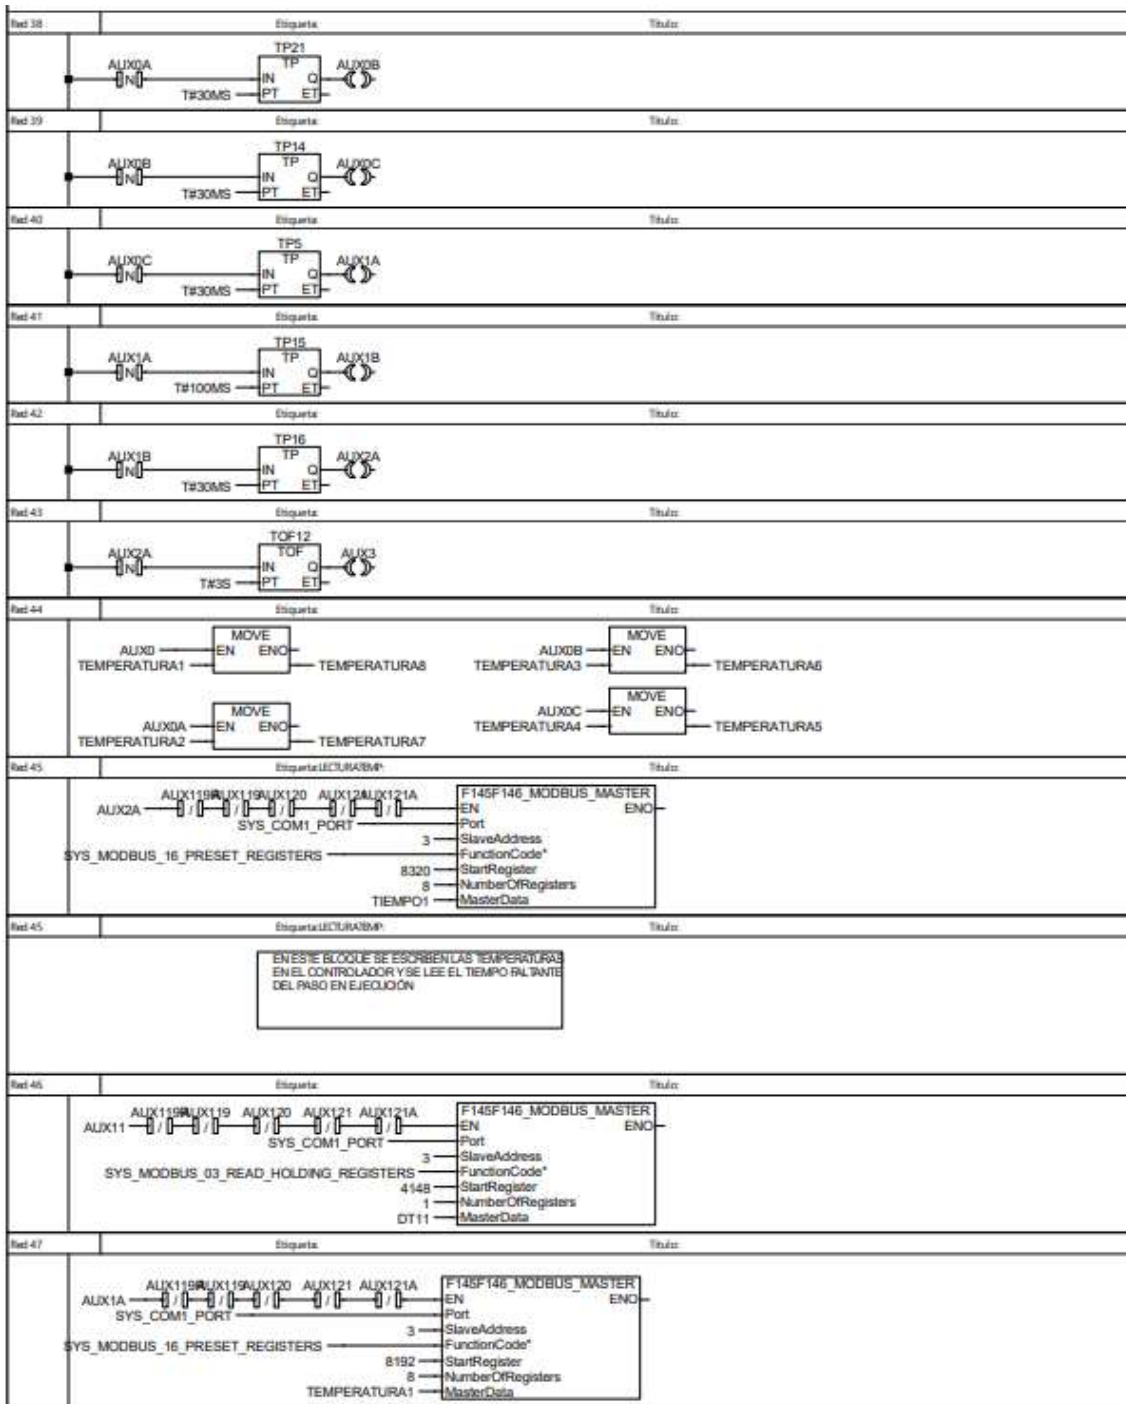 Red 38 Etiqueta: Título:
TP21
AUX0A TP AUX0B
N IN Q
T#30MS PT ET
Red 39 Etiqueta: Título:
TP14
AUX0B TP AUX0C
N IN Q
T#30MS PT ET
Red 40 Etiqueta: Título:
TP5
AUX0C TP AUX1A
N IN Q
T#30MS PT ET
Red 41 Etiqueta: Título:
TP15
AUX1A TP AUX1B
N IN Q
T#100MS PT ET
Red 42 Etiqueta: Título:
TP16
AUX1B TP AUX2A
N IN Q
T#30MS PT ET
Red 43 Etiqueta: Título:
TOF12
AUX2A TOF AUX3
N IN Q
T#3S PT ET
Red 44 Etiqueta: Título:
MOVE MOVE
AUX0 EN ENO AUX0B EN ENO
TEMPERATURA1 TEMPERATURA8 TEMPERATURA3 TEMPERATURA6
MOVE MOVE
AUX0A EN ENO AUX0C EN ENO
TEMPERATURA2 TEMPERATURA7 TEMPERATURA4 TEMPERATURA5
Red 45 Etiqueta:LECTURATEMP: Título:
AUX119 AUX120 AUX121A F145F146_MODBUS_MASTER
AUX2A EN ENO
SYS_COM1_PORT Port
3 SlaveAddress
SYS_MODBUS_16_PRESET_REGISTERS FunctionCode*
8320 StartRegister
8 NumberOfRegisters
TIEMPO1 MasterData
Red 45 Etiqueta:LECTURATEMP: Título:
EN ESTE BLOQUE SE ESCRIBEN LAS TEMPERATURAS
EN EL CONTROLADOR Y SE LEE EL TIEMPO FALTANTE
DEL PASO EN EJECUCIÓN
Red 46 Etiqueta: Título:
AUX119 AUX120 AUX121 AUX121A F145F146_MODBUS_MASTER
AUX11 EN ENO
SYS_COM1_PORT Port
3 SlaveAddress
SYS_MODBUS_03_READ_HOLDING_REGISTERS FunctionCode*
4148 StartRegister
1 NumberOfRegisters
DT11 MasterData
Red 47 Etiqueta: Título:
AUX119 AUX120 AUX121 AUX121A F145F146_MODBUS_MASTER
AUX1A EN ENO
SYS_COM1_PORT Port
3 SlaveAddress
SYS_MODBUS_16_PRESET_REGISTERS FunctionCode*
8192 StartRegister
8 NumberOfRegisters
TEMPERATURA1 MasterData